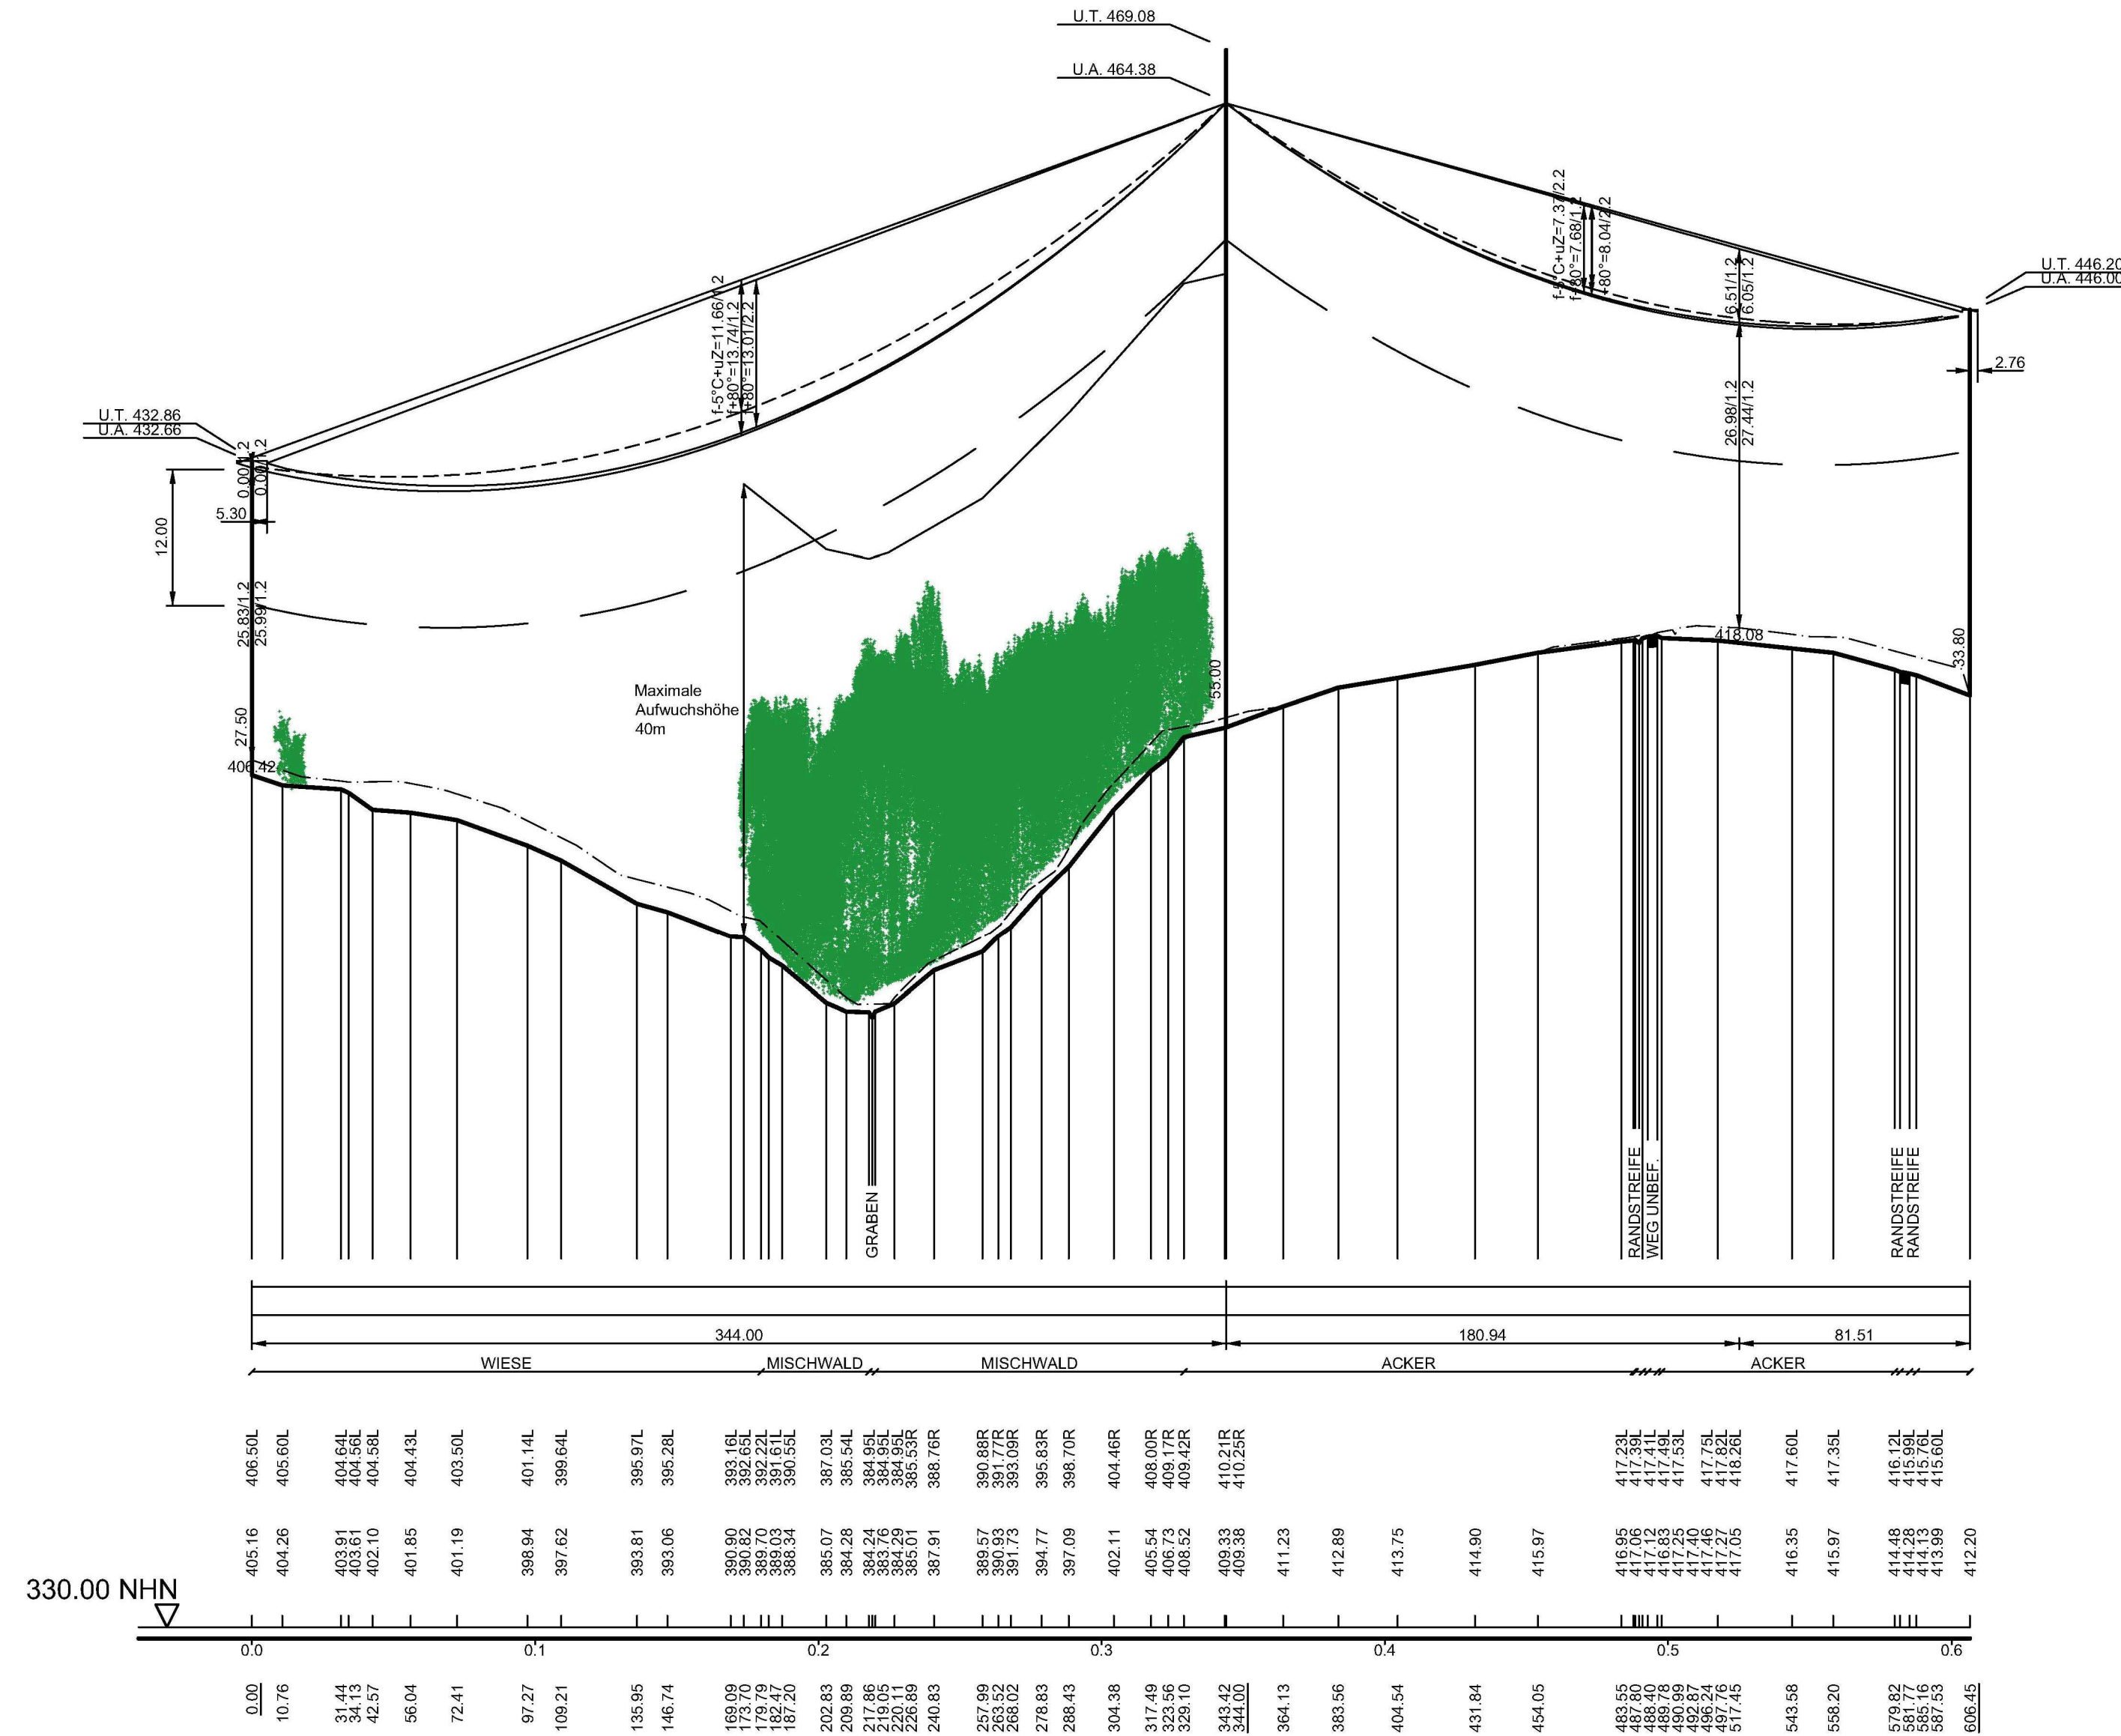 U.T. 469.08
U.A. 464.38
U.T. 446.20
U.A. 446.00
2.76
f-5°C+uZ=7.37/2.2
f+80°=7.68/1.2
f+80°=8.04/2.2
6.51/1.2
6.05/1.2
26.98/1.2
27.44/1.2
f-5°C+uZ=11.66/1.2
f+80°=13.74/1.2
f+80°=13.01/2.2
U.T. 432.86
U.A. 432.66
0.00/1.2
0.00/1.2
5.30
12.00
25.83/1.2
25.99/1.2
27.50
406.42
Maximale
Aufwuchshöhe
40m
55.00
418.08
33.80
GRABEN
RANDSTREIFE
WEG UNBEF.
RANDSTREIFE
RANDSTREIFE
344.00
180.94
81.51
WIESE
MISCHWALD
MISCHWALD
ACKER
ACKER
406.50L
405.60L
404.64L
404.56L
404.58L
404.43L
403.50L
401.14L
399.64L
395.97L
395.28L
393.16L
392.65L
392.22L
391.61L
390.55L
387.03L
385.54L
384.95L
384.95L
384.95L
385.53R
388.76R
390.88R
391.77R
393.09R
395.83R
398.70R
404.46R
408.00R
409.17R
409.42R
410.21R
410.25R
417.23L
417.39L
417.41L
417.49L
417.53L
417.75L
417.82L
418.26L
417.60L
417.35L
416.12L
415.99L
415.76L
415.60L
405.16
404.26
403.91
403.61
402.10
401.85
401.19
398.94
397.62
393.81
393.06
390.90
390.82
389.70
389.03
388.34
385.07
384.28
384.24
383.76
384.29
385.01
387.91
389.57
390.93
391.73
394.77
397.09
402.11
405.54
406.73
408.52
409.33
409.38
411.23
412.89
413.75
414.90
415.97
416.95
417.06
417.12
416.83
417.25
417.40
417.46
417.27
417.05
416.35
415.97
414.48
414.28
414.13
413.99
412.20
330.00 NHN
0.0
0.1
0.2
0.3
0.4
0.5
0.6
0.00
10.76
31.44
34.13
42.57
56.04
72.41
97.27
109.21
135.95
146.74
169.09
173.70
179.79
182.47
187.20
202.83
209.89
217.86
219.05
220.11
226.89
240.83
257.99
263.52
268.02
278.83
288.43
304.38
317.49
323.56
329.10
343.42
344.00
364.13
383.56
404.54
431.84
454.05
483.55
487.80
488.40
489.78
490.99
492.87
496.24
497.76
517.45
543.58
558.20
579.82
581.77
585.16
587.53
606.45